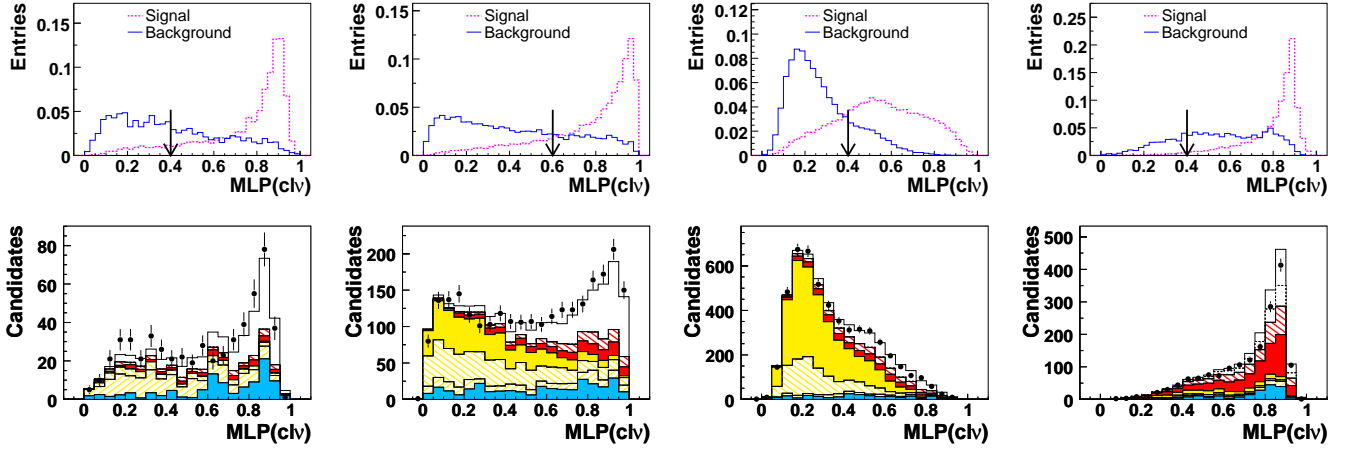 Entries
0.15
0.1
0.05
0
Signal
Background
0 0.2 0.4 0.6 0.8 1
MLP(clν)
Entries
0.15
0.1
0.05
0
Signal
Background
0 0.2 0.4 0.6 0.8 1
MLP(clν)
Entries
0.12
0.1
0.08
0.06
0.04
0.02
0
Signal
Background
0 0.2 0.4 0.6 0.8 1
MLP(clν)
Entries
0.25
0.2
0.15
0.1
0.05
0
Signal
Background
0 0.2 0.4 0.6 0.8 1
MLP(clν)
Candidates
80
60
40
20
0
0 0.2 0.4 0.6 0.8 1
MLP(clν)
Candidates
200
150
100
50
0
0 0.2 0.4 0.6 0.8 1
MLP(clν)
Candidates
600
400
200
0
0 0.2 0.4 0.6 0.8 1
MLP(clν)
Candidates
500
400
300
200
100
0
0 0.2 0.4 0.6 0.8 1
MLP(clν)